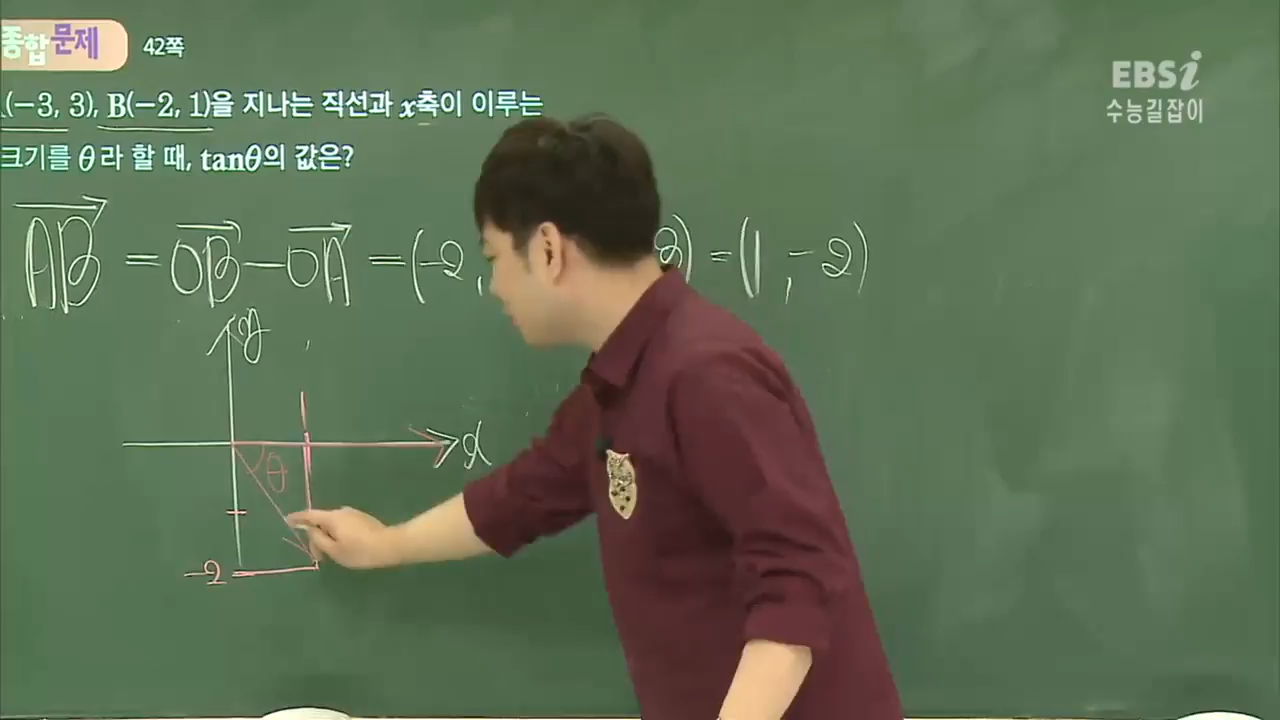 종합문제 42쪽
EBSi
수능길잡이
(-3, 3), B(-2, 1)을 지나는 직선과 x축이 이루는
크기를 θ라 할 때, tanθ의 값은?
AB = OB - OA = (-2, 3) = (1, -2)
y
x
θ
-2